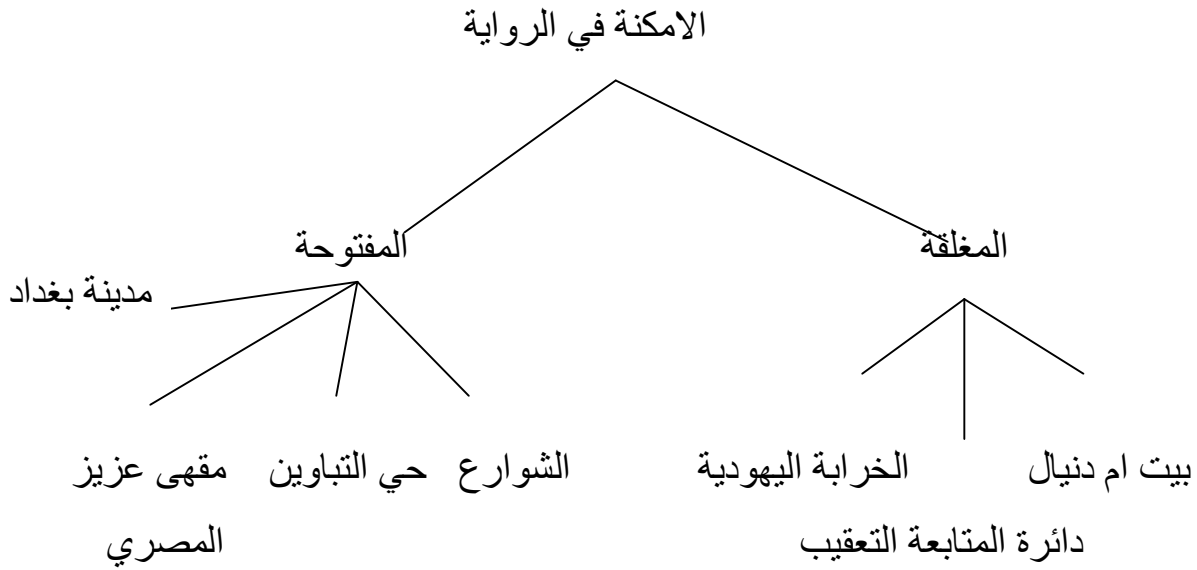 الامكنة في الرواية
المغلقة
المفتوحة
مدينة بغداد
بيت ام دنيال
الخرابة اليهودية
دائرة المتابعة التعقيب
الشوارع
حي التباوين
مقهى عزيز
المصري